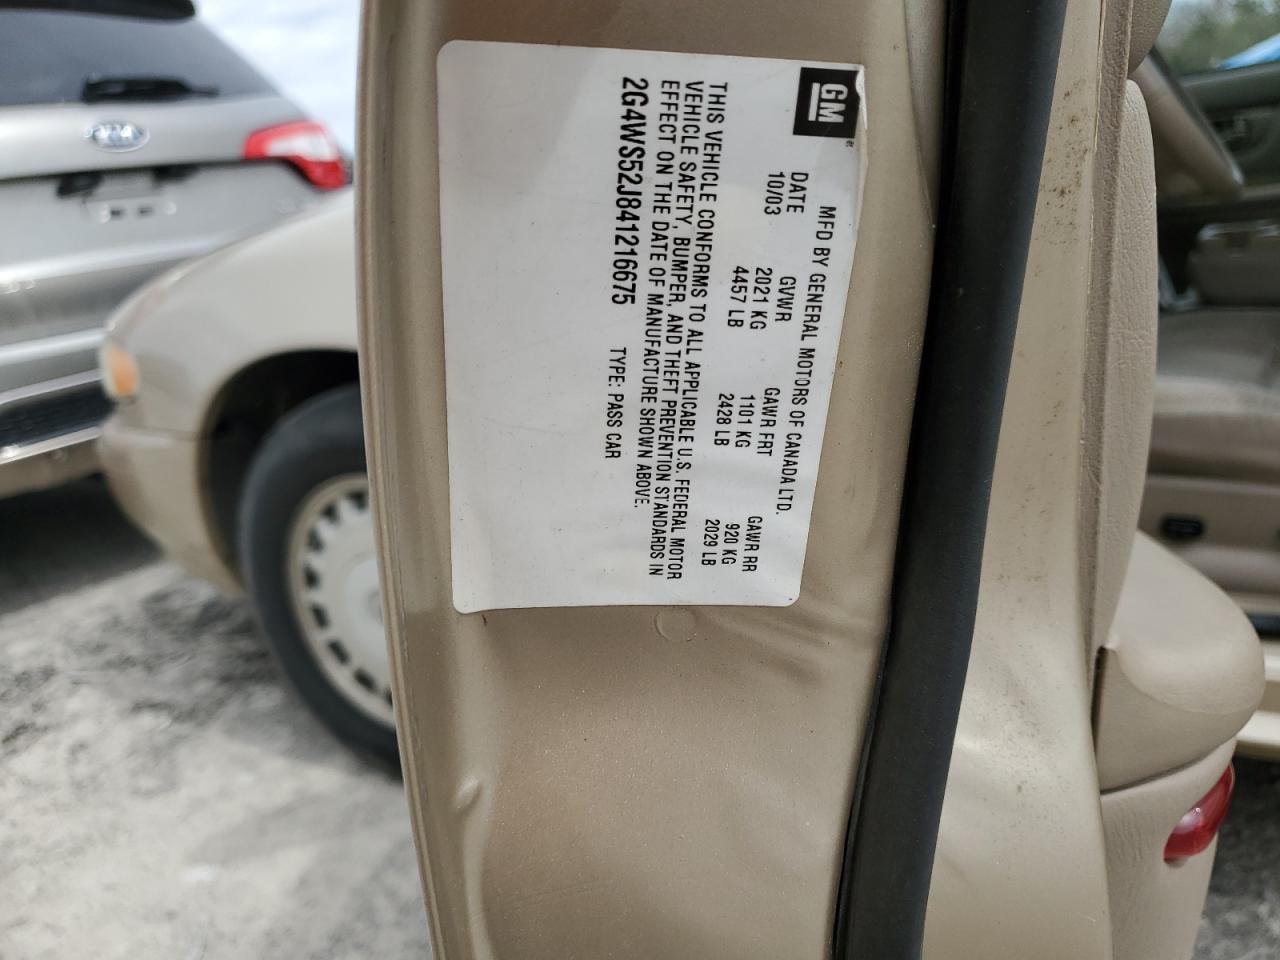 GM
MFD BY GENERAL MOTORS OF CANADA LTD.
DATE GVWR GAWR FRT GAWR RR
10/03 2021 KG 1101 KG 920 KG
4457 LB 2428 LB 2029 LB
THIS VEHICLE CONFORMS TO ALL APPLICABLE U.S. FEDERAL MOTOR
VEHICLE SAFETY, BUMPER, AND THEFT PREVENTION STANDARDS IN
EFFECT ON THE DATE OF MANUFACTURE SHOWN ABOVE.
2G4WS52J841216675 TYPE: PASS CAR
KIA